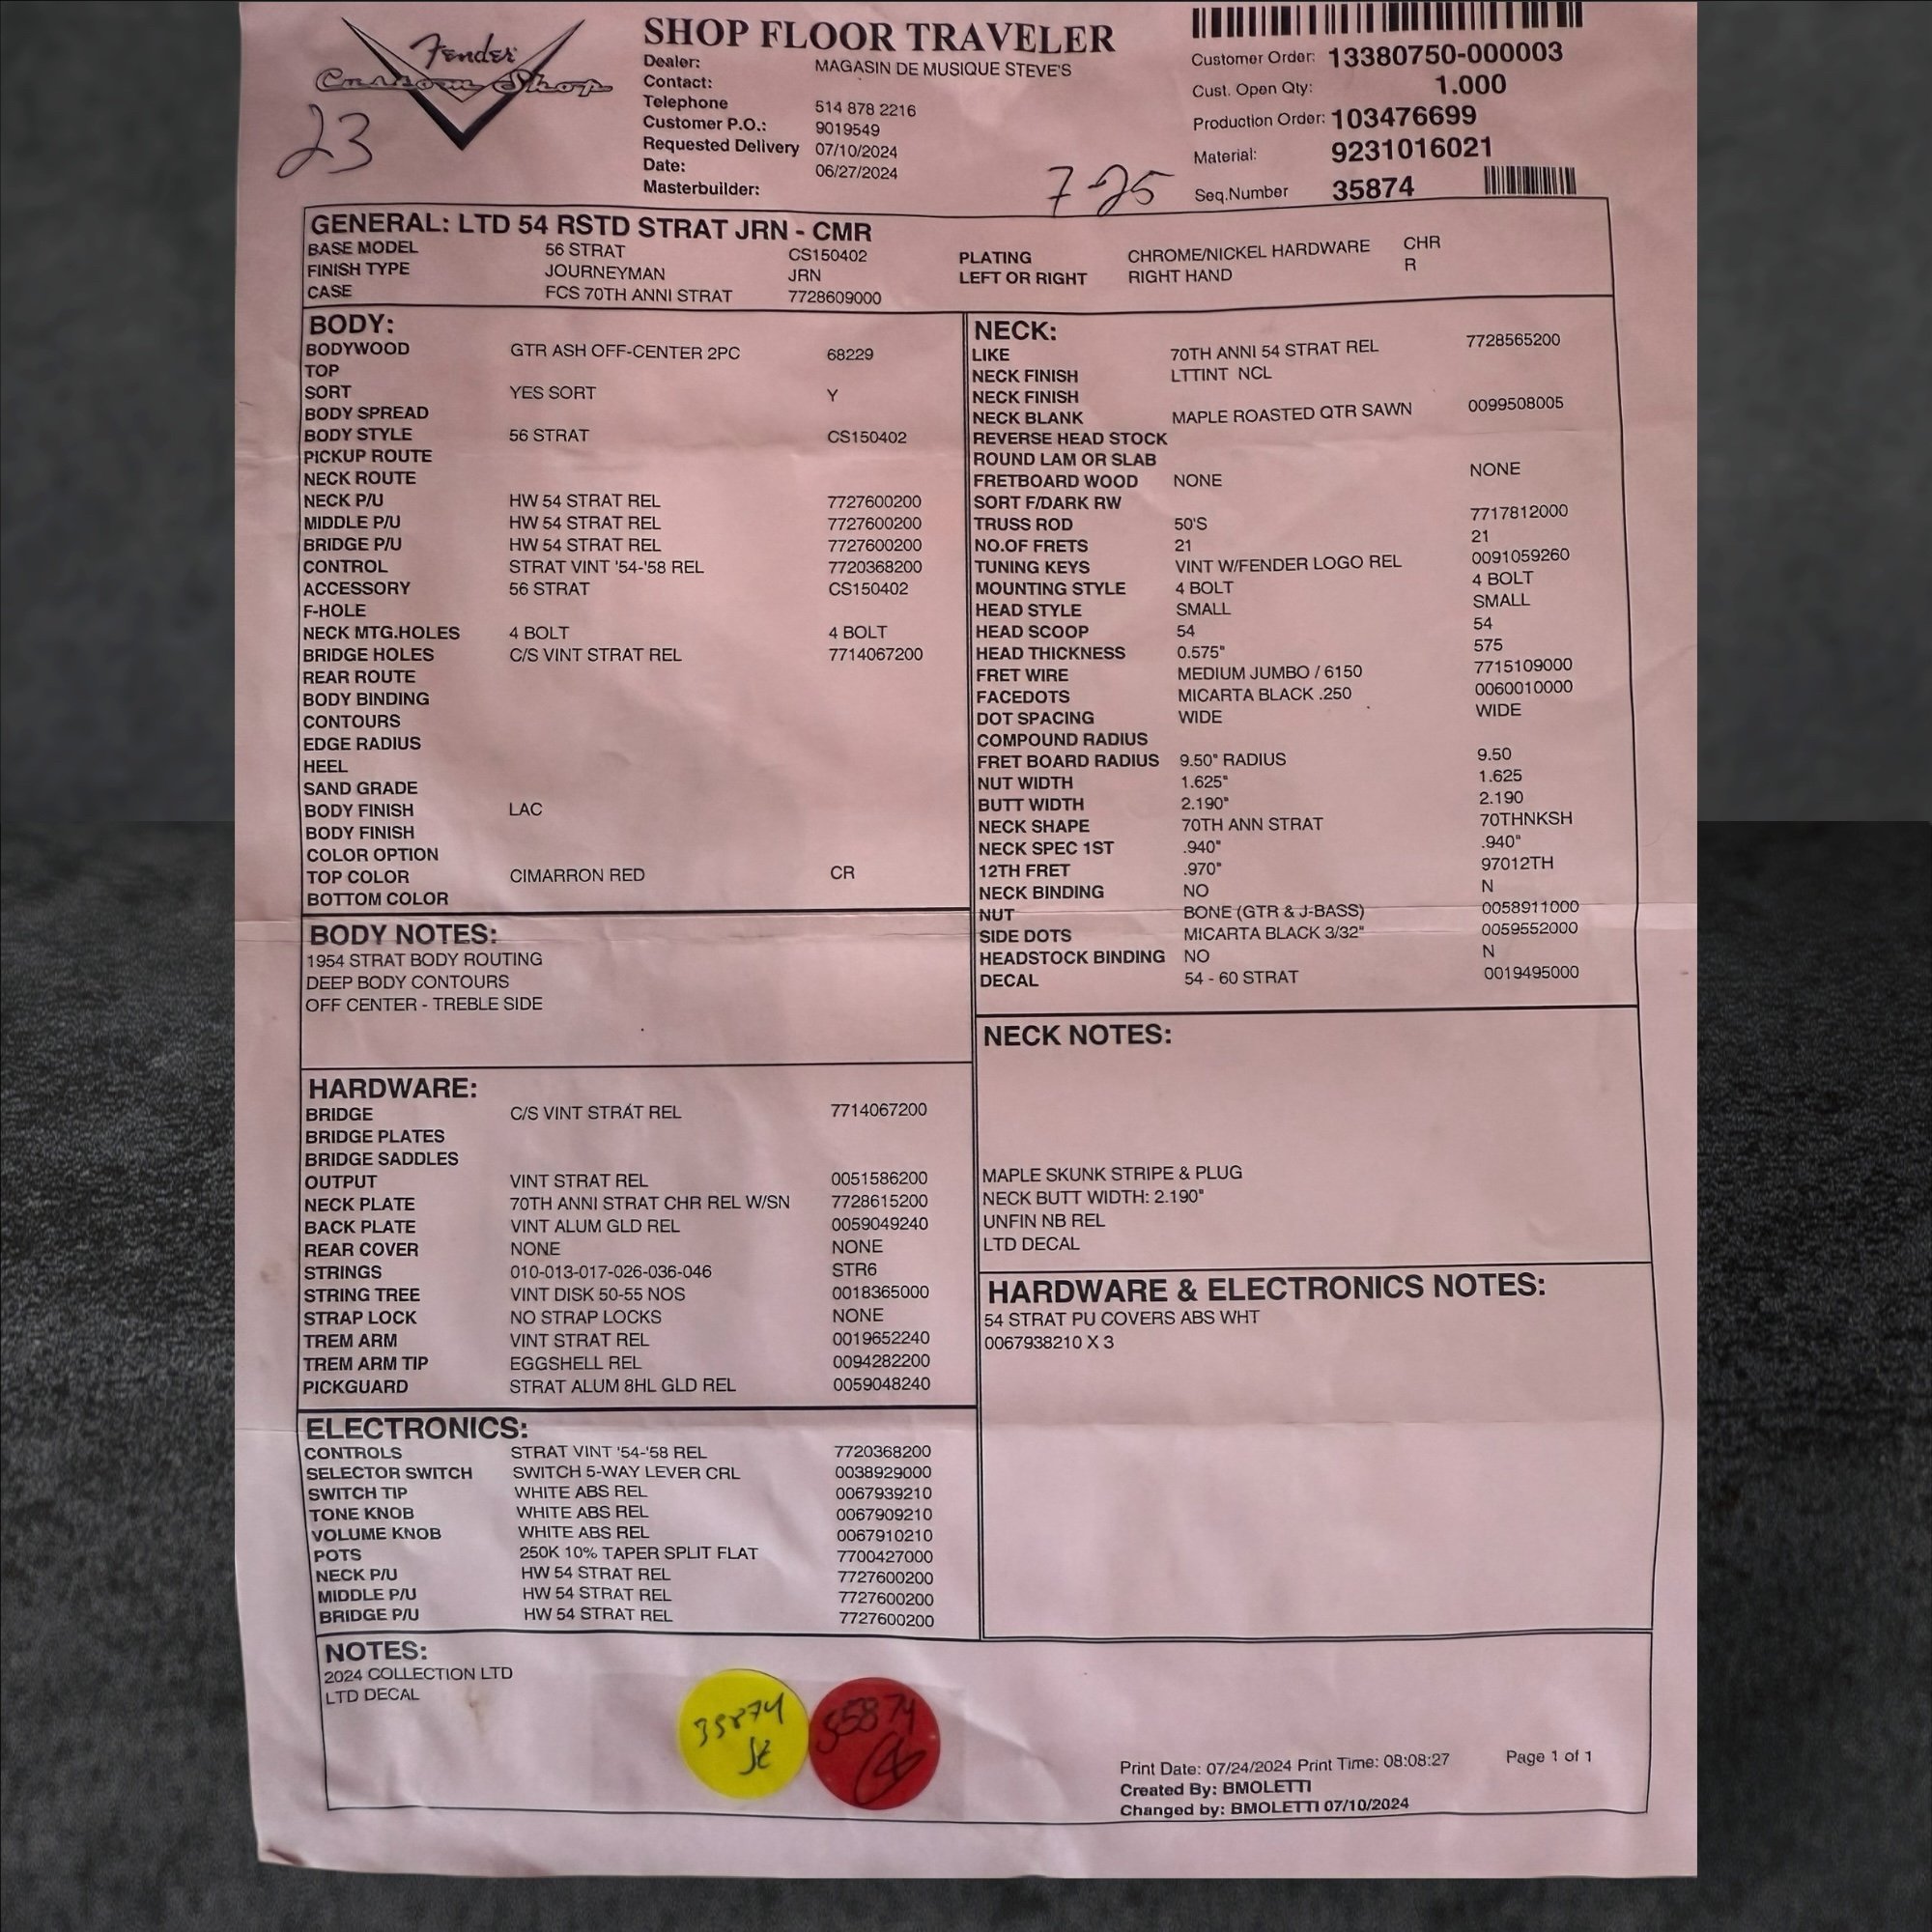 Fender
Custom Shop
23
SHOP FLOOR TRAVELER
Dealer: MAGASIN DE MUSIQUE STEVE'S
Contact:
Telephone 514 878 2216
Customer P.O.: 9019549
Requested Delivery 07/10/2024
Date: 06/27/2024
Masterbuilder:
7-25
Customer Order: 13380750-000003
Cust. Open Qty: 1.000
Production Order: 103476699
Material: 9231016021
Seq.Number 35874
GENERAL: LTD 54 RSTD STRAT JRN - CMR
BASE MODEL 56 STRAT CS150402
FINISH TYPE JOURNEYMAN JRN
CASE FCS 70TH ANNI STRAT 7728609000
PLATING CHROME/NICKEL HARDWARE CHR
LEFT OR RIGHT RIGHT HAND R
BODY:
BODYWOOD GTR ASH OFF-CENTER 2PC 68229
TOP
SORT YES SORT Y
BODY SPREAD
BODY STYLE 56 STRAT CS150402
PICKUP ROUTE
NECK ROUTE
NECK P/U HW 54 STRAT REL 7727600200
MIDDLE P/U HW 54 STRAT REL 7727600200
BRIDGE P/U HW 54 STRAT REL 7727600200
CONTROL STRAT VINT '54-'58 REL 7720368200
ACCESSORY 56 STRAT CS150402
F-HOLE
NECK MTG.HOLES 4 BOLT 4 BOLT
BRIDGE HOLES C/S VINT STRAT REL 7714067200
REAR ROUTE
BODY BINDING
CONTOURS
EDGE RADIUS
HEEL
SAND GRADE
BODY FINISH LAC
BODY FINISH
COLOR OPTION
TOP COLOR CIMARRON RED CR
BOTTOM COLOR
BODY NOTES:
1954 STRAT BODY ROUTING
DEEP BODY CONTOURS
OFF CENTER - TREBLE SIDE
HARDWARE:
BRIDGE C/S VINT STRAT REL 7714067200
BRIDGE PLATES
BRIDGE SADDLES
OUTPUT VINT STRAT REL 0051586200
NECK PLATE 70TH ANNI STRAT CHR REL W/SN 7728615200
BACK PLATE VINT ALUM GLD REL 0059049240
REAR COVER NONE NONE
STRINGS 010-013-017-026-036-046 STR6
STRING TREE VINT DISK 50-55 NOS 0018365000
STRAP LOCK NO STRAP LOCKS NONE
TREM ARM VINT STRAT REL 0019652240
TREM ARM TIP EGGSHELL REL 0094282200
PICKGUARD STRAT ALUM 8HL GLD REL 0059048240
ELECTRONICS:
CONTROLS STRAT VINT '54-'58 REL 7720368200
SELECTOR SWITCH SWITCH 5-WAY LEVER CRL 0038929000
SWITCH TIP WHITE ABS REL 0067939210
TONE KNOB WHITE ABS REL 0067909210
VOLUME KNOB WHITE ABS REL 0067910210
POTS 250K 10% TAPER SPLIT FLAT 7700427000
NECK P/U HW 54 STRAT REL 7727600200
MIDDLE P/U HW 54 STRAT REL 7727600200
BRIDGE P/U HW 54 STRAT REL 7727600200
NECK:
LIKE 70TH ANNI 54 STRAT REL 7728565200
NECK FINISH LTTINT NCL
NECK FINISH
NECK BLANK MAPLE ROASTED QTR SAWN 0099508005
REVERSE HEAD STOCK
ROUND LAM OR SLAB
FRETBOARD WOOD NONE NONE
SORT F/DARK RW
TRUSS ROD 50'S 7717812000
NO.OF FRETS 21 21
TUNING KEYS VINT W/FENDER LOGO REL 0091059260
MOUNTING STYLE 4 BOLT 4 BOLT
HEAD STYLE SMALL SMALL
HEAD SCOOP 54 54
HEAD THICKNESS 0.575" 575
FRET WIRE MEDIUM JUMBO / 6150 7715109000
FACEDOTS MICARTA BLACK .250 0060010000
DOT SPACING WIDE WIDE
COMPOUND RADIUS
FRET BOARD RADIUS 9.50" RADIUS 9.50
NUT WIDTH 1.625" 1.625
BUTT WIDTH 2.190" 2.190
NECK SHAPE 70TH ANN STRAT 70THNKSH
NECK SPEC 1ST .940" .940"
12TH FRET .970" 97012TH
NECK BINDING NO N
NUT BONE (GTR & J-BASS) 0058911000
SIDE DOTS MICARTA BLACK 3/32" 0059552000
HEADSTOCK BINDING NO N
DECAL 54 - 60 STRAT 0019495000
NECK NOTES:
MAPLE SKUNK STRIPE & PLUG
NECK BUTT WIDTH: 2.190"
UNFIN NB REL
LTD DECAL
HARDWARE & ELECTRONICS NOTES:
54 STRAT PU COVERS ABS WHT
0067938210 X 3
NOTES:
2024 COLLECTION LTD
LTD DECAL
35874
35874
Print Date: 07/24/2024 Print Time: 08:08:27 Page 1 of 1
Created By: BMOLETTI
Changed by: BMOLETTI 07/10/2024